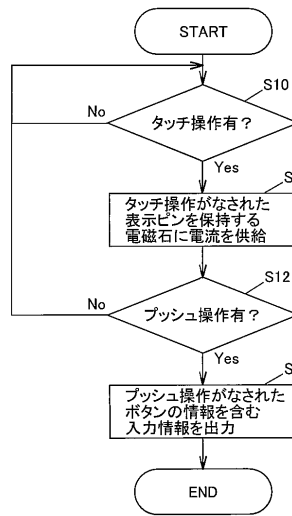 START
S10
No
タッチ操作有?
Yes
S
タッチ操作がなされた
表示ピンを保持する
電磁石に電流を供給
S12
No
プッシュ操作有?
Yes
S
プッシュ操作がなされた
ボタンの情報を含む
入力情報を出力
END